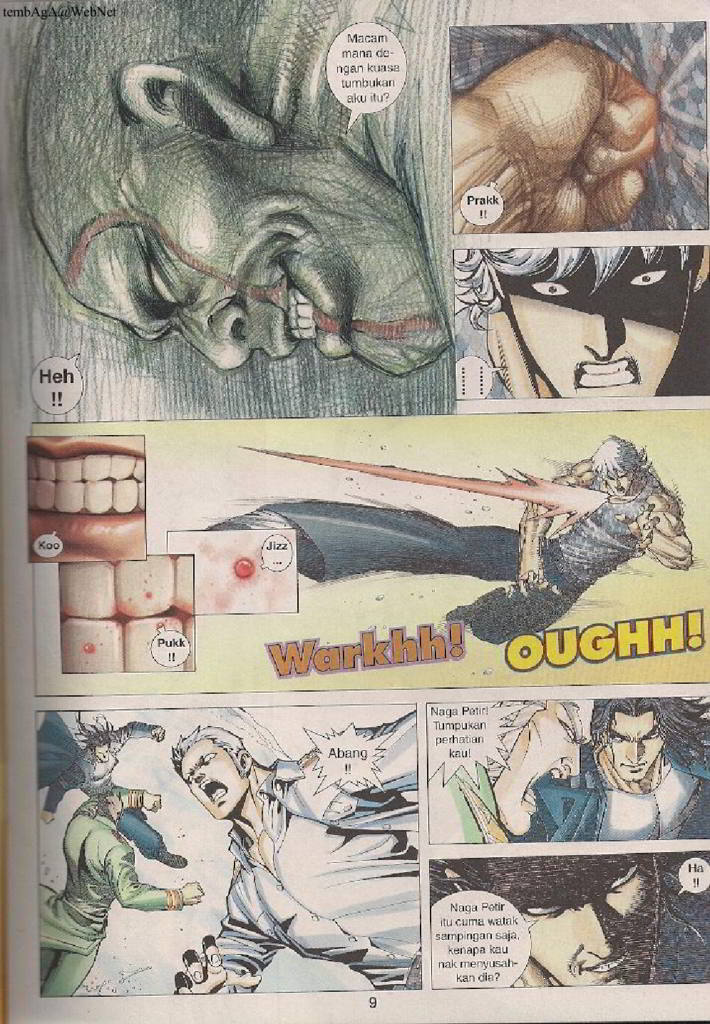 tembAgA@WebNet
Macam
mana de-
ngan kuasa
tumbukan
aku itu?
Prakk
!!
Heh
!!
Koo
Jizz
...
Pukk
!!
Warkhh!
OUGHH!
Abang
!!
Naga Petir!
Tumpukan
perhatian
kau!
Ha
!!
Naga Petir
itu cuma watak
sampingan saja,
kenapa kau
nak menyusah-
kan dia?
9